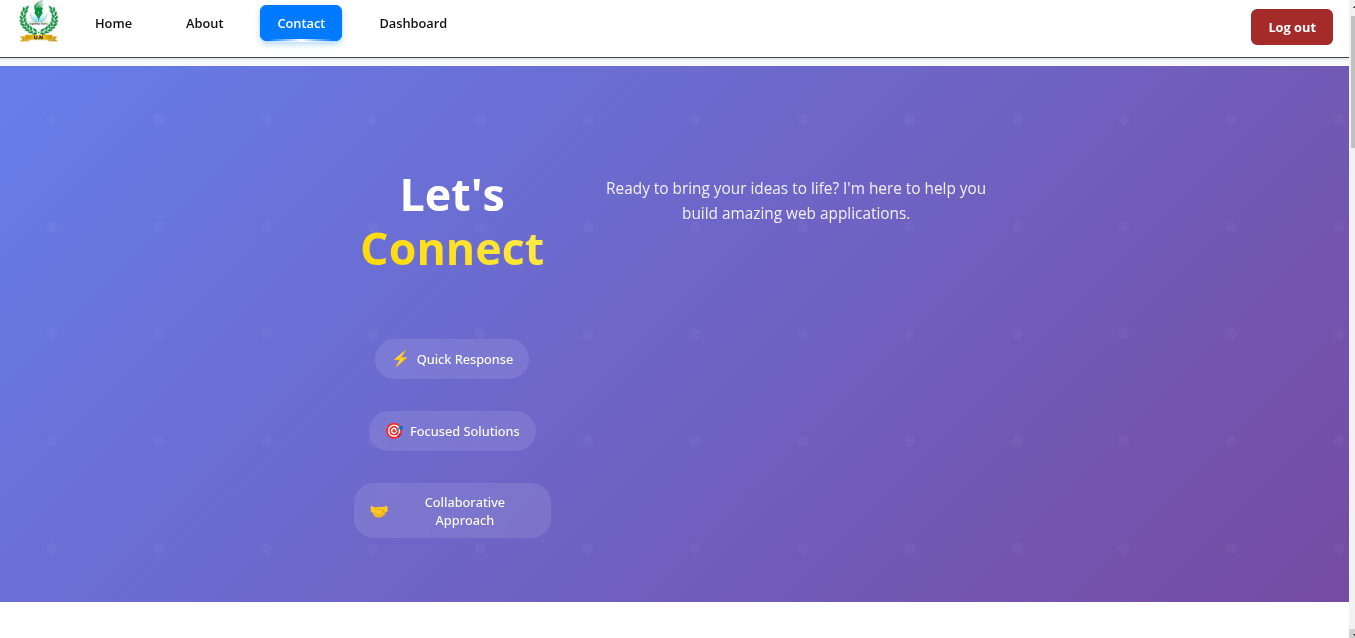 U.N
Home
About
Contact
Dashboard
Log out
Let's
Connect
Ready to bring your ideas to life? I'm here to help you
build amazing web applications.
Quick Response
Focused Solutions
Collaborative
Approach